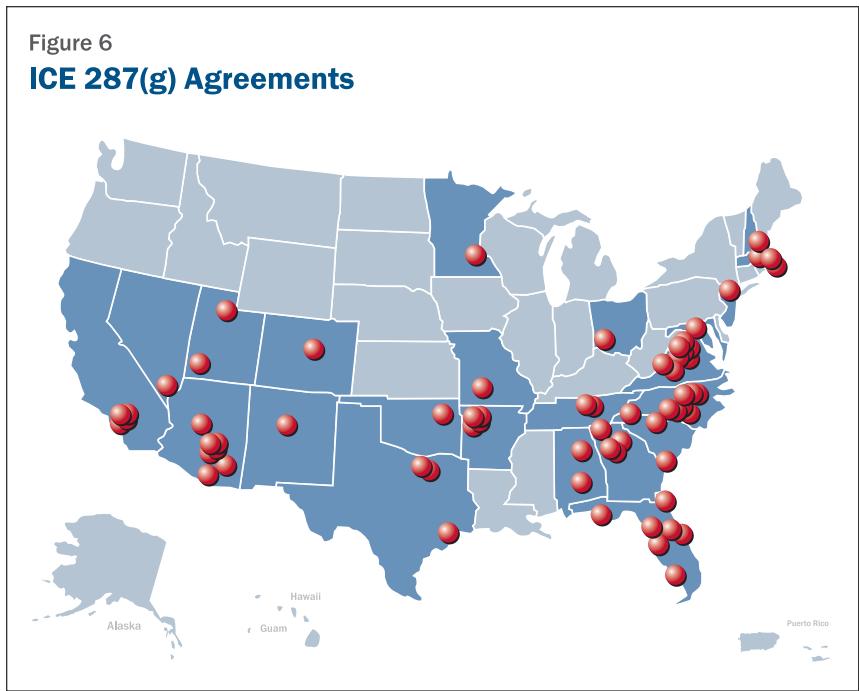 Figure 6
ICE 287(g) Agreements
Hawaii
Guam
Alaska
Puerto Rico